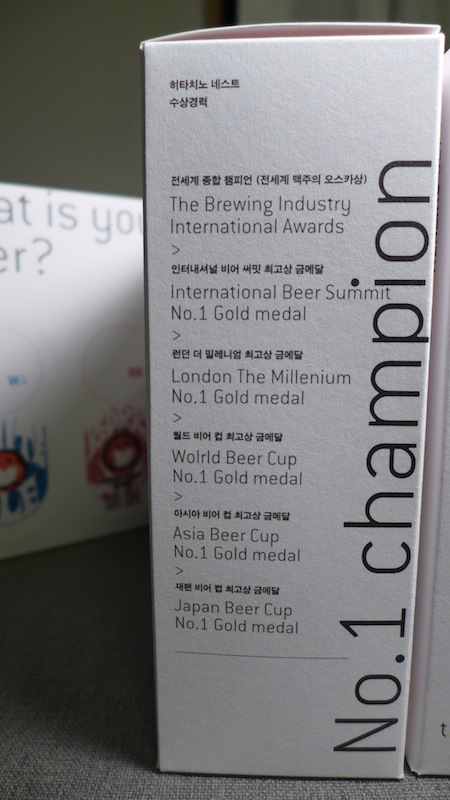 히타치노 네스트
수상경력
전세계 종합 챔피언 (전세계 맥주의 오스카상)
The Brewing Industry
International Awards
>
인터내셔널 비어 써밋 최고상 금메달
International Beer Summit
No.1 Gold medal
>
런던 더 밀레니엄 최고상 금메달
London The Millenium
No.1 Gold medal
>
월드 비어 컵 최고상 금메달
Wolrld Beer Cup
No.1 Gold medal
>
아시아 비어 컵 최고상 금메달
Asia Beer Cup
No.1 Gold medal
>
재팬 비어 컵 최고상 금메달
Japan Beer Cup
No.1 Gold medal
No.1 champion
at is you
er?